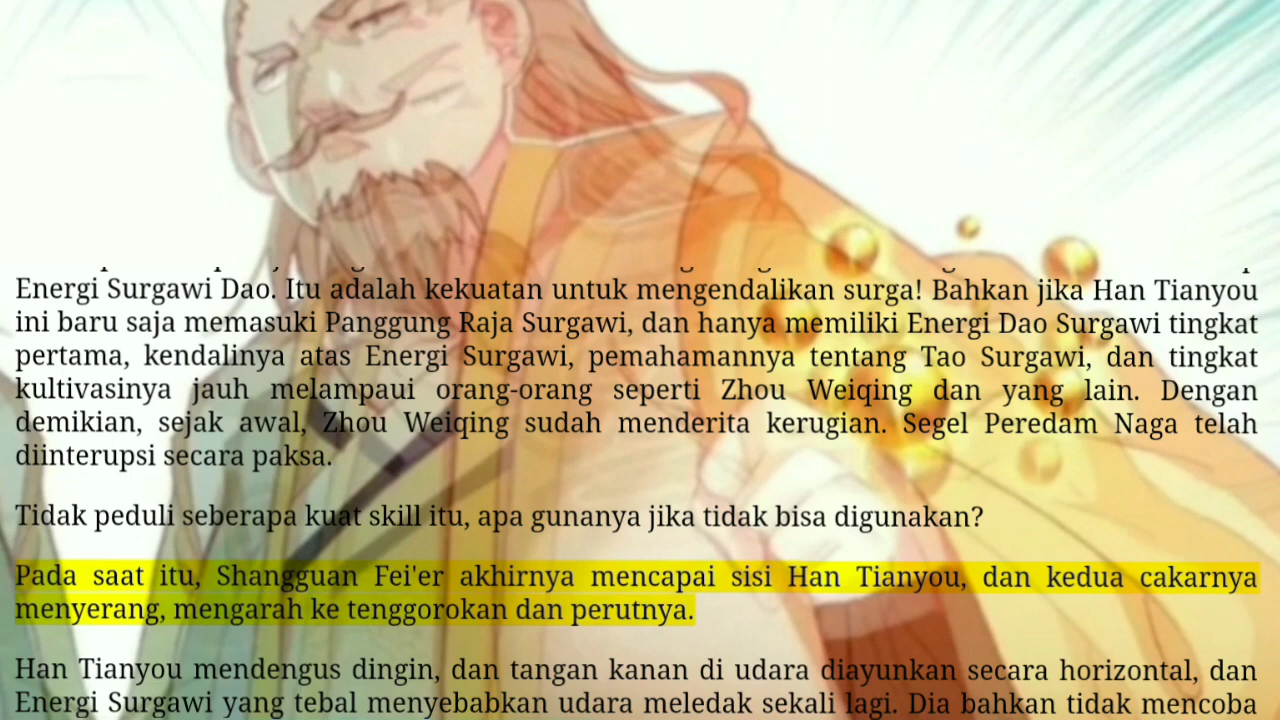 Energi Surgawi Dao. Itu adalah kekuatan untuk mengendalikan surga! Bahkan jika Han Tianyou
ini baru saja memasuki Panggung Raja Surgawi, dan hanya memiliki Energi Dao Surgawi tingkat
pertama, kendalinya atas Energi Surgawi, pemahamannya tentang Tao Surgawi, dan tingkat
kultivasinya jauh melampaui orang-orang seperti Zhou Weiqing dan yang lain. Dengan
demikian, sejak awal, Zhou Weiqing sudah menderita kerugian. Segel Peredam Naga telah
diinterupsi secara paksa.
Tidak peduli seberapa kuat skill itu, apa gunanya jika tidak bisa digunakan?
Pada saat itu, Shangguan Fei'er akhirnya mencapai sisi Han Tianyou, dan kedua cakarnya
menyerang, mengarah ke tenggorokan dan perutnya.
Han Tianyou mendengus dingin, dan tangan kanan di udara diayunkan secara horizontal, dan
Energi Surgawi yang tebal menyebabkan udara meledak sekali lagi. Dia bahkan tidak mencoba